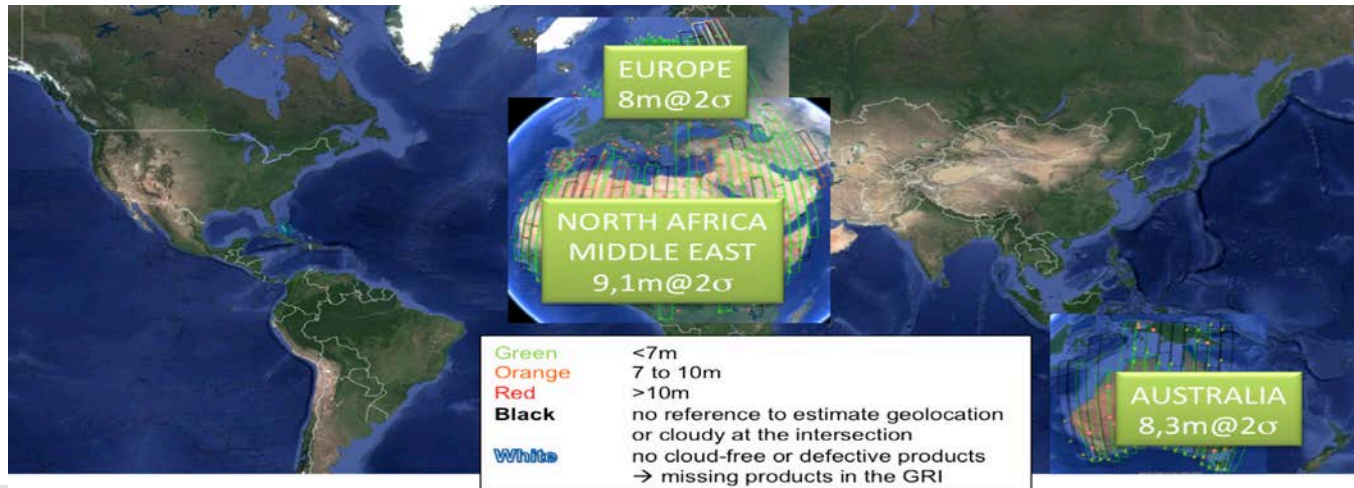 EUROPE
8m@2σ
NORTH AFRICA
MIDDLE EAST
9,1m@2σ
Green <7m
Orange 7 to 10m
Red >10m
Black no reference to estimate geolocation
or cloudy at the intersection
White no cloud-free or defective products
→ missing products in the GRI
AUSTRALIA
8,3m@2σ